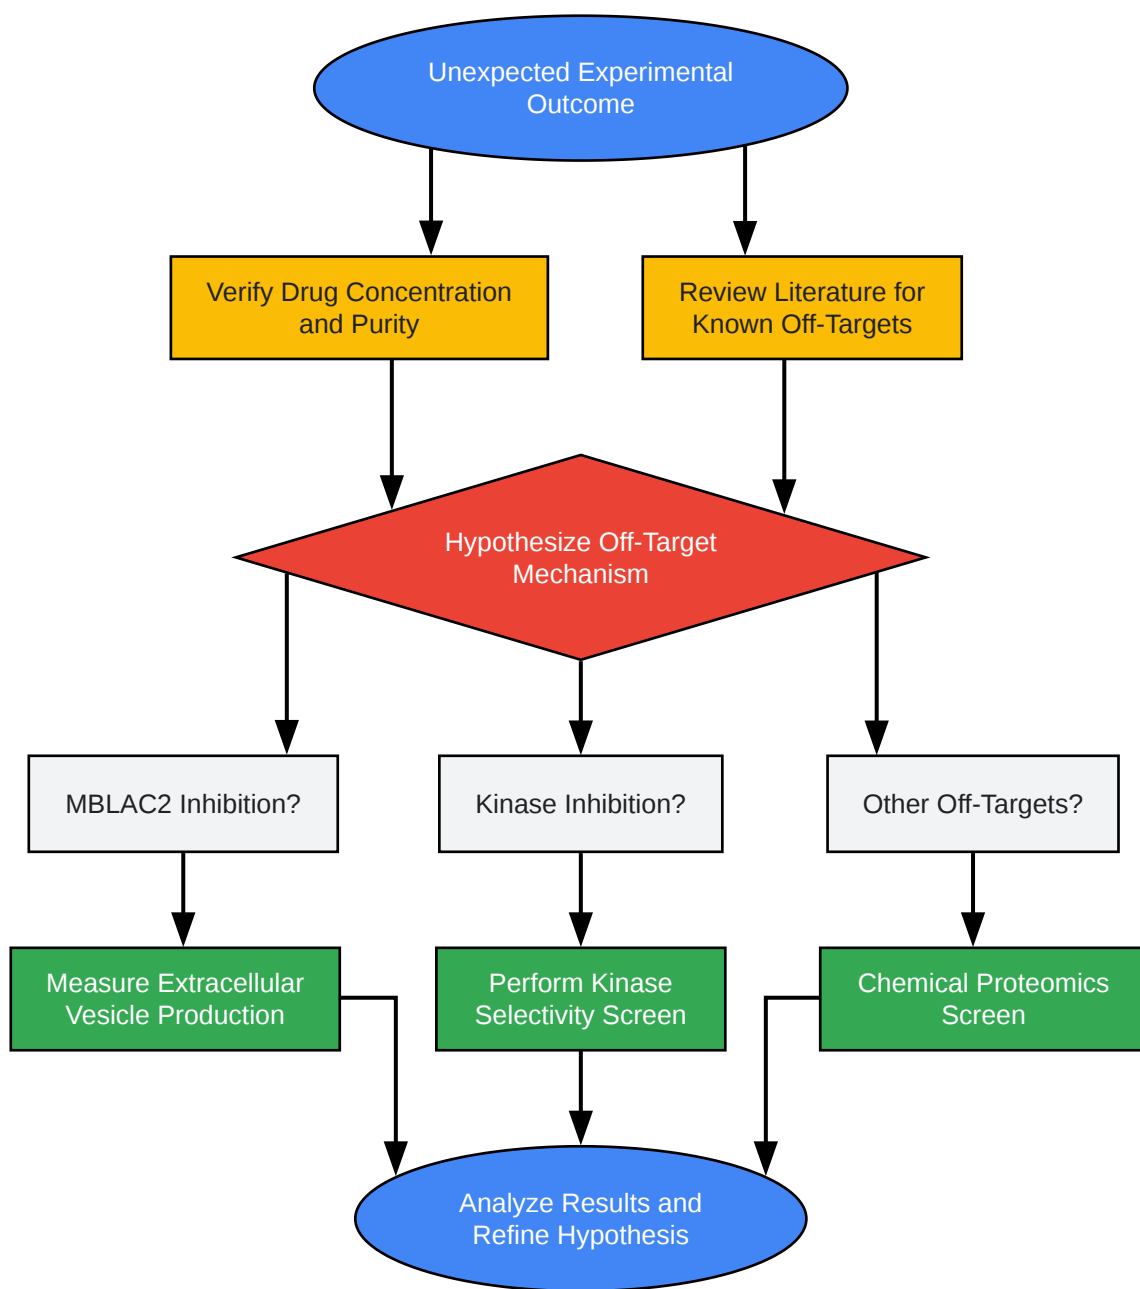 Unexpected Experimental
Outcome
Verify Drug Concentration
and Purity
Review Literature for
Known Off-Targets
Hypothesize Off-Target
Mechanism
MBLAC2 Inhibition?
Kinase Inhibition?
Other Off-Targets?
Measure Extracellular
Vesicle Production
Perform Kinase
Selectivity Screen
Chemical Proteomics
Screen
Analyze Results and
Refine Hypothesis